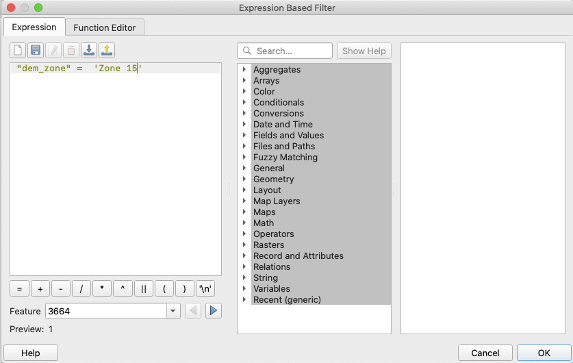 Expression Based Filter
Expression
Function Editor
Search...
Show Help
"dem_zone" = 'Zone 15'
Aggregates
Arrays
Color
Conditionals
Conversions
Date and Time
Fields and Values
Files and Paths
Fuzzy Matching
General
Geometry
Layout
Map Layers
Maps
Math
Operators
Rasters
Record and Attributes
Relations
String
Variables
Recent (generic)
= + - / * ^ || ( ) '\n'
Feature 3664
Preview: 1
Help
Cancel
OK